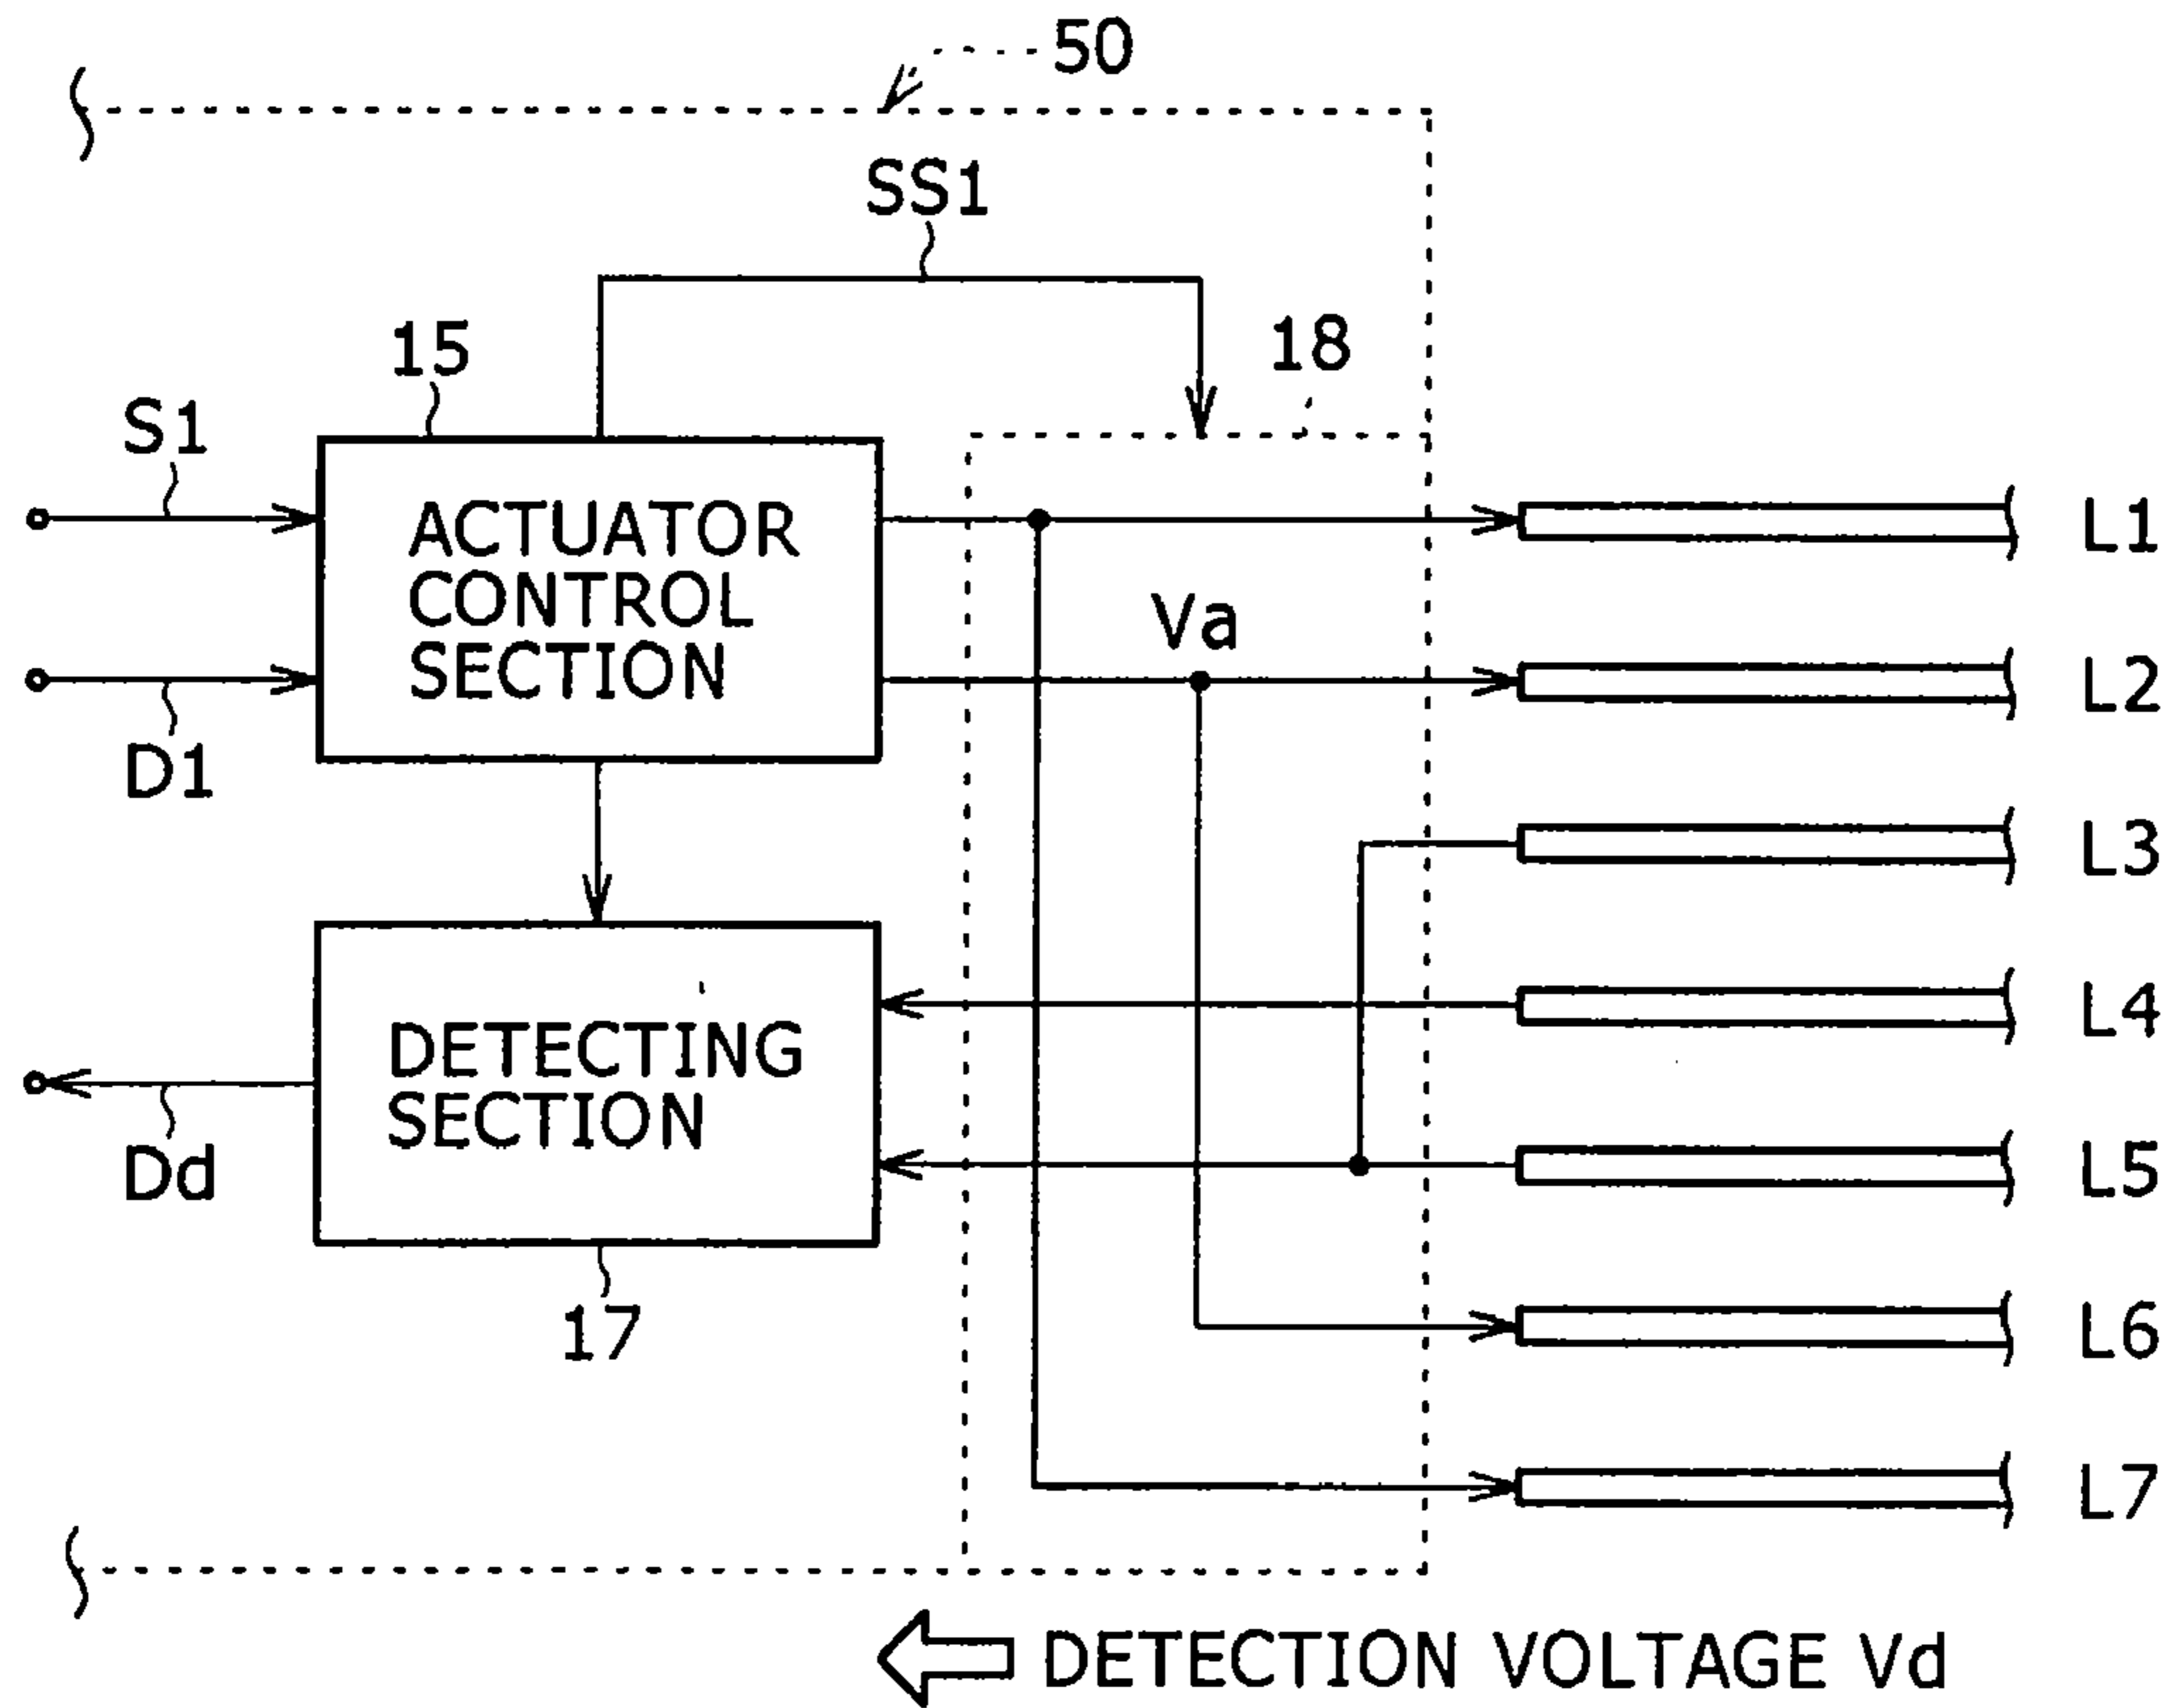 50
SS1
15
18
S1
ACTUATOR
CONTROL
SECTION
L1
Va
L2
D1
L3
DETECTING
SECTION
L4
Dd
L5
17
L6
L7
DETECTION VOLTAGE Vd